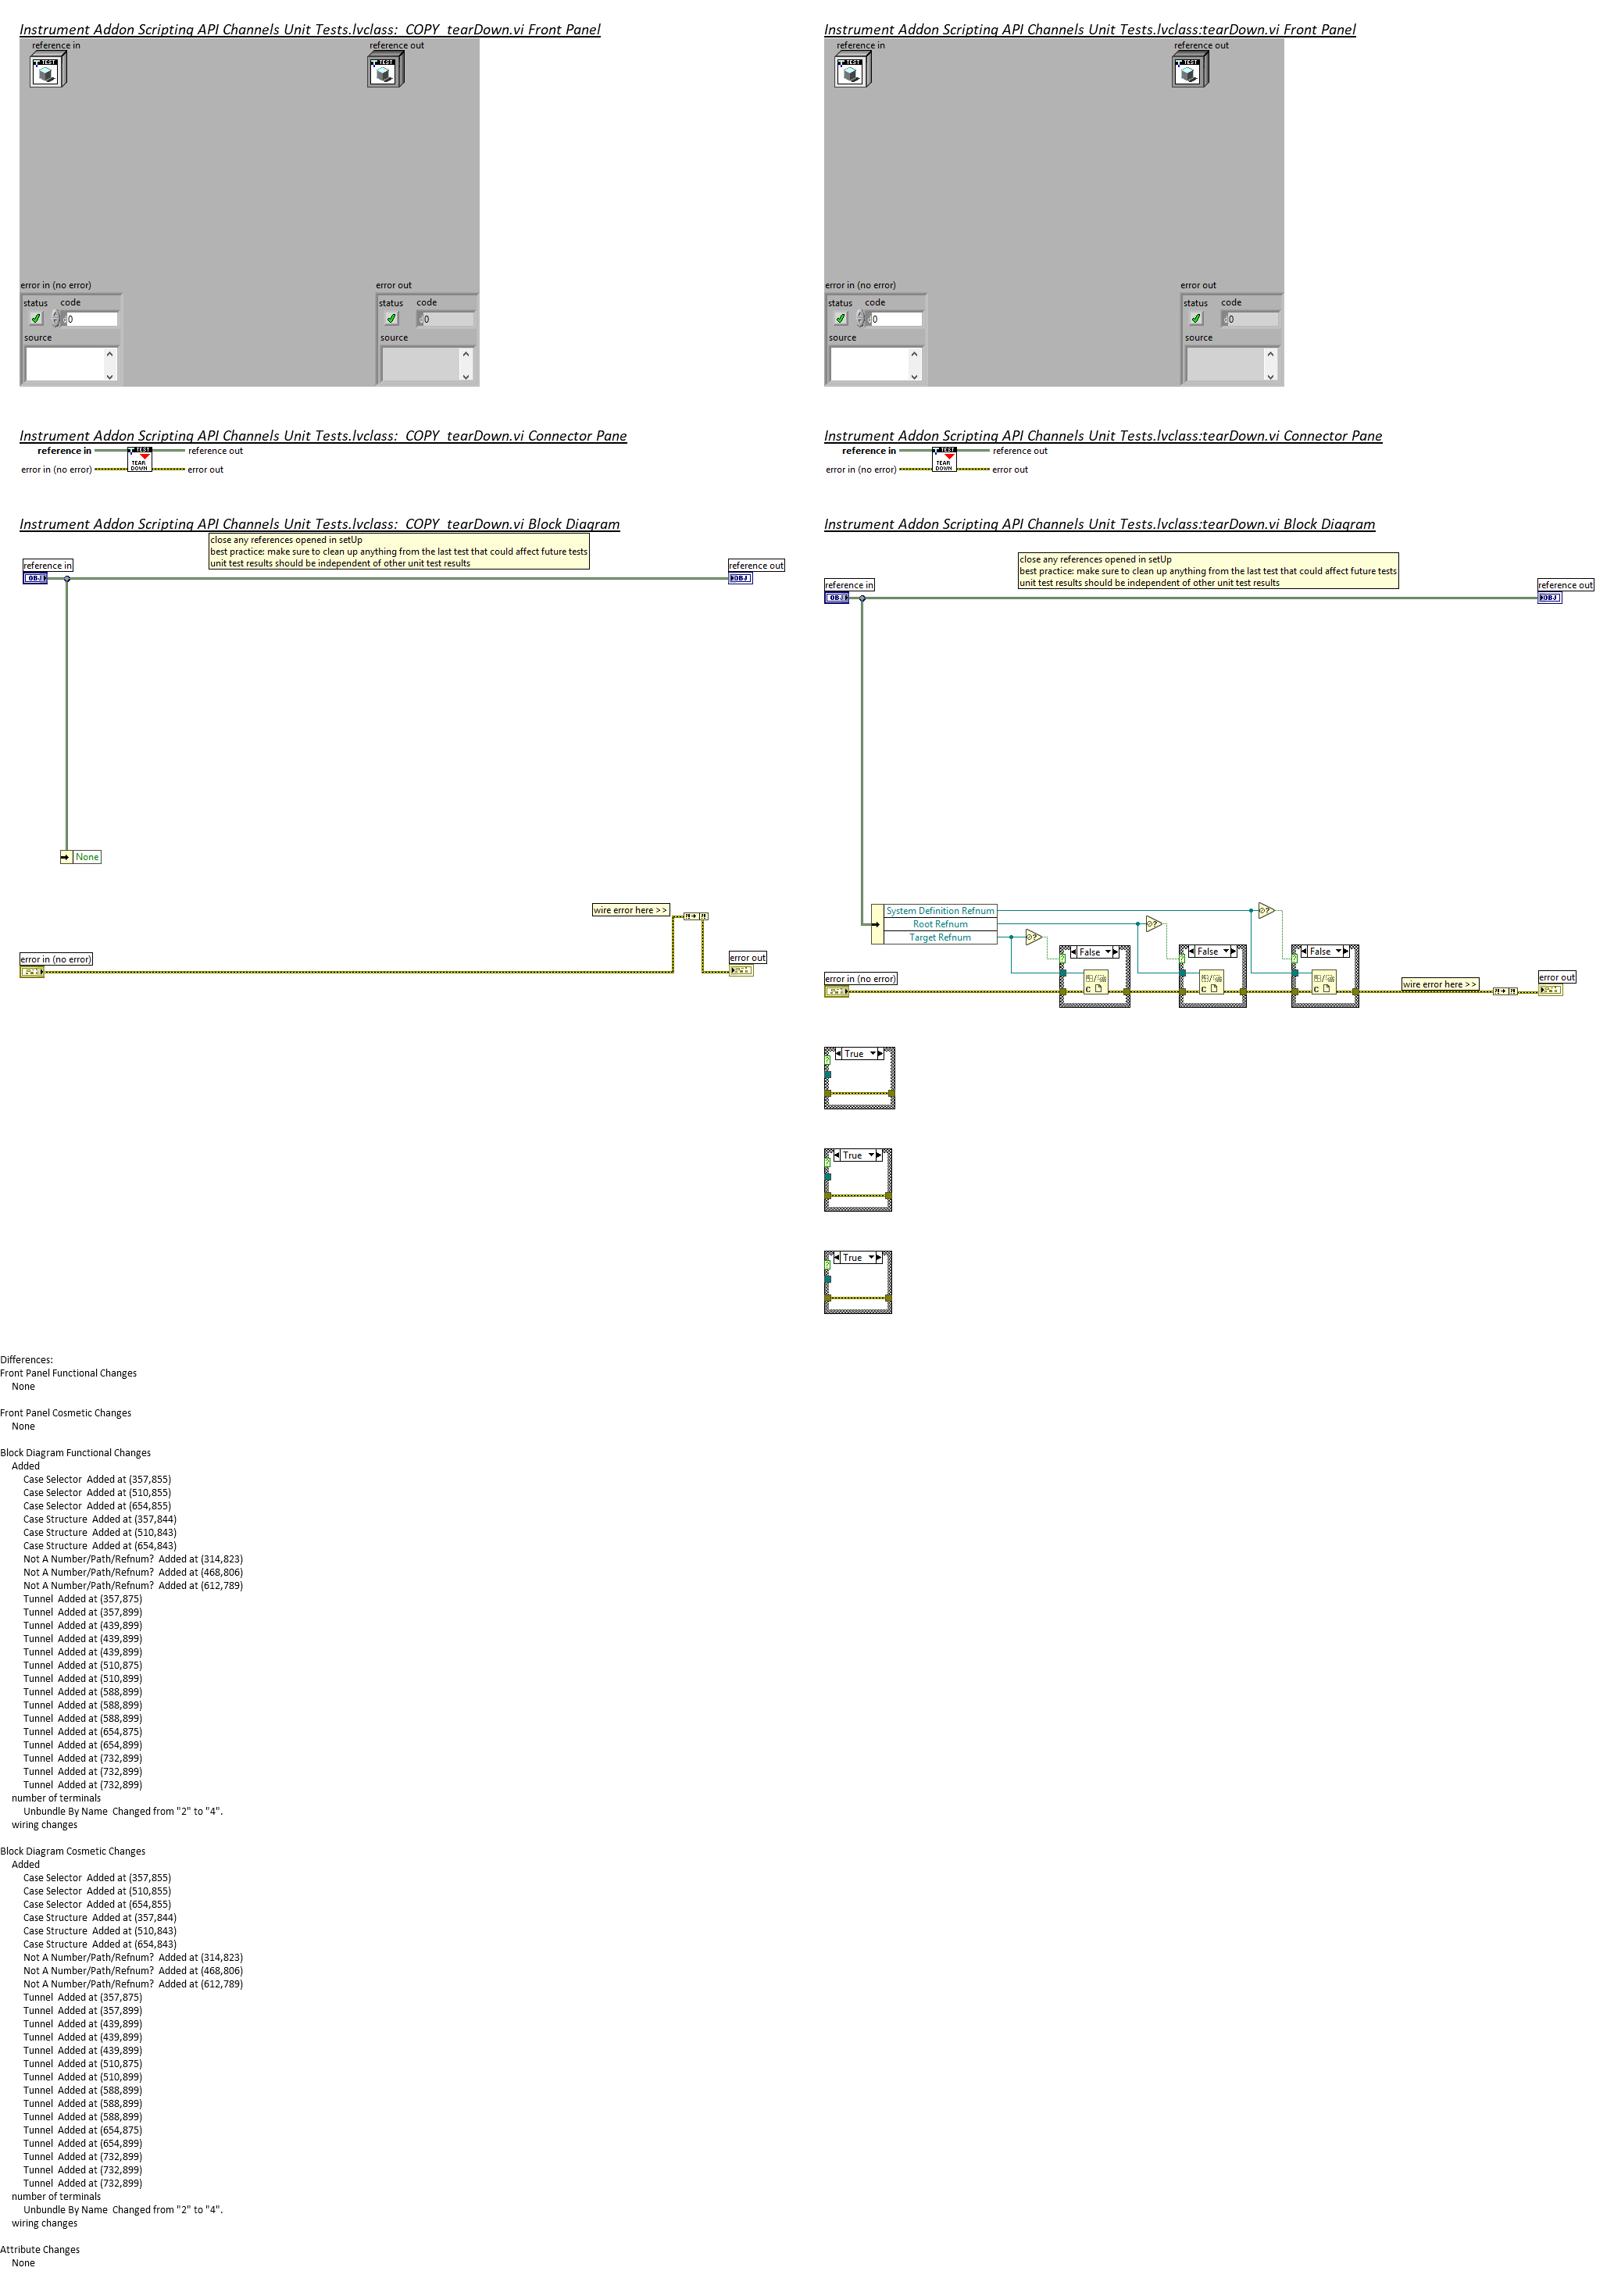 Instrument Addon Scripting API Channels Unit Tests.lvclass:_COPY_tearDown.vi Front Panel
reference in
reference out
TEST
TEST
error in (no error)
error out
status code
status code
0
0
source
source
Instrument Addon Scripting API Channels Unit Tests.lvclass:tearDown.vi Front Panel
reference in
reference out
TEST
TEST
error in (no error)
error out
status code
status code
0
0
source
source
Instrument Addon Scripting API Channels Unit Tests.lvclass:_COPY_tearDown.vi Connector Pane
reference in
TEST
reference out
error in (no error)
TEAR
DOWN
error out
Instrument Addon Scripting API Channels Unit Tests.lvclass:tearDown.vi Connector Pane
reference in
TEST
reference out
error in (no error)
TEAR
DOWN
error out
Instrument Addon Scripting API Channels Unit Tests.lvclass:_COPY_tearDown.vi Block Diagram
close any references opened in setUp
best practice: make sure to clean up anything from the last test that could affect future tests
unit test results should be independent of other unit test results
reference in
OBJ
reference out
OBJ
None
wire error here >>
error in (no error)
error out
Instrument Addon Scripting API Channels Unit Tests.lvclass:tearDown.vi Block Diagram
close any references opened in setUp
best practice: make sure to clean up anything from the last test that could affect future tests
unit test results should be independent of other unit test results
reference in
OBJ
reference out
OBJ
System Definition Refnum
Root Refnum
Target Refnum
False
False
False
error in (no error)
wire error here >>
error out
True
True
True
Differences:
Front Panel Functional Changes
None
Front Panel Cosmetic Changes
None
Block Diagram Functional Changes
Added
Case Selector Added at (357,855)
Case Selector Added at (510,855)
Case Selector Added at (654,855)
Case Structure Added at (357,844)
Case Structure Added at (510,843)
Case Structure Added at (654,843)
Not A Number/Path/Refnum? Added at (314,823)
Not A Number/Path/Refnum? Added at (468,806)
Not A Number/Path/Refnum? Added at (612,789)
Tunnel Added at (357,875)
Tunnel Added at (357,899)
Tunnel Added at (439,899)
Tunnel Added at (439,899)
Tunnel Added at (439,899)
Tunnel Added at (510,875)
Tunnel Added at (510,899)
Tunnel Added at (588,899)
Tunnel Added at (588,899)
Tunnel Added at (588,899)
Tunnel Added at (654,875)
Tunnel Added at (654,899)
Tunnel Added at (732,899)
Tunnel Added at (732,899)
Tunnel Added at (732,899)
number of terminals
Unbundle By Name Changed from "2" to "4".
wiring changes
Block Diagram Cosmetic Changes
Added
Case Selector Added at (357,855)
Case Selector Added at (510,855)
Case Selector Added at (654,855)
Case Structure Added at (357,844)
Case Structure Added at (510,843)
Case Structure Added at (654,843)
Not A Number/Path/Refnum? Added at (314,823)
Not A Number/Path/Refnum? Added at (468,806)
Not A Number/Path/Refnum? Added at (612,789)
Tunnel Added at (357,875)
Tunnel Added at (357,899)
Tunnel Added at (439,899)
Tunnel Added at (439,899)
Tunnel Added at (439,899)
Tunnel Added at (510,875)
Tunnel Added at (510,899)
Tunnel Added at (588,899)
Tunnel Added at (588,899)
Tunnel Added at (588,899)
Tunnel Added at (654,875)
Tunnel Added at (654,899)
Tunnel Added at (732,899)
Tunnel Added at (732,899)
Tunnel Added at (732,899)
number of terminals
Unbundle By Name Changed from "2" to "4".
wiring changes
Attribute Changes
None